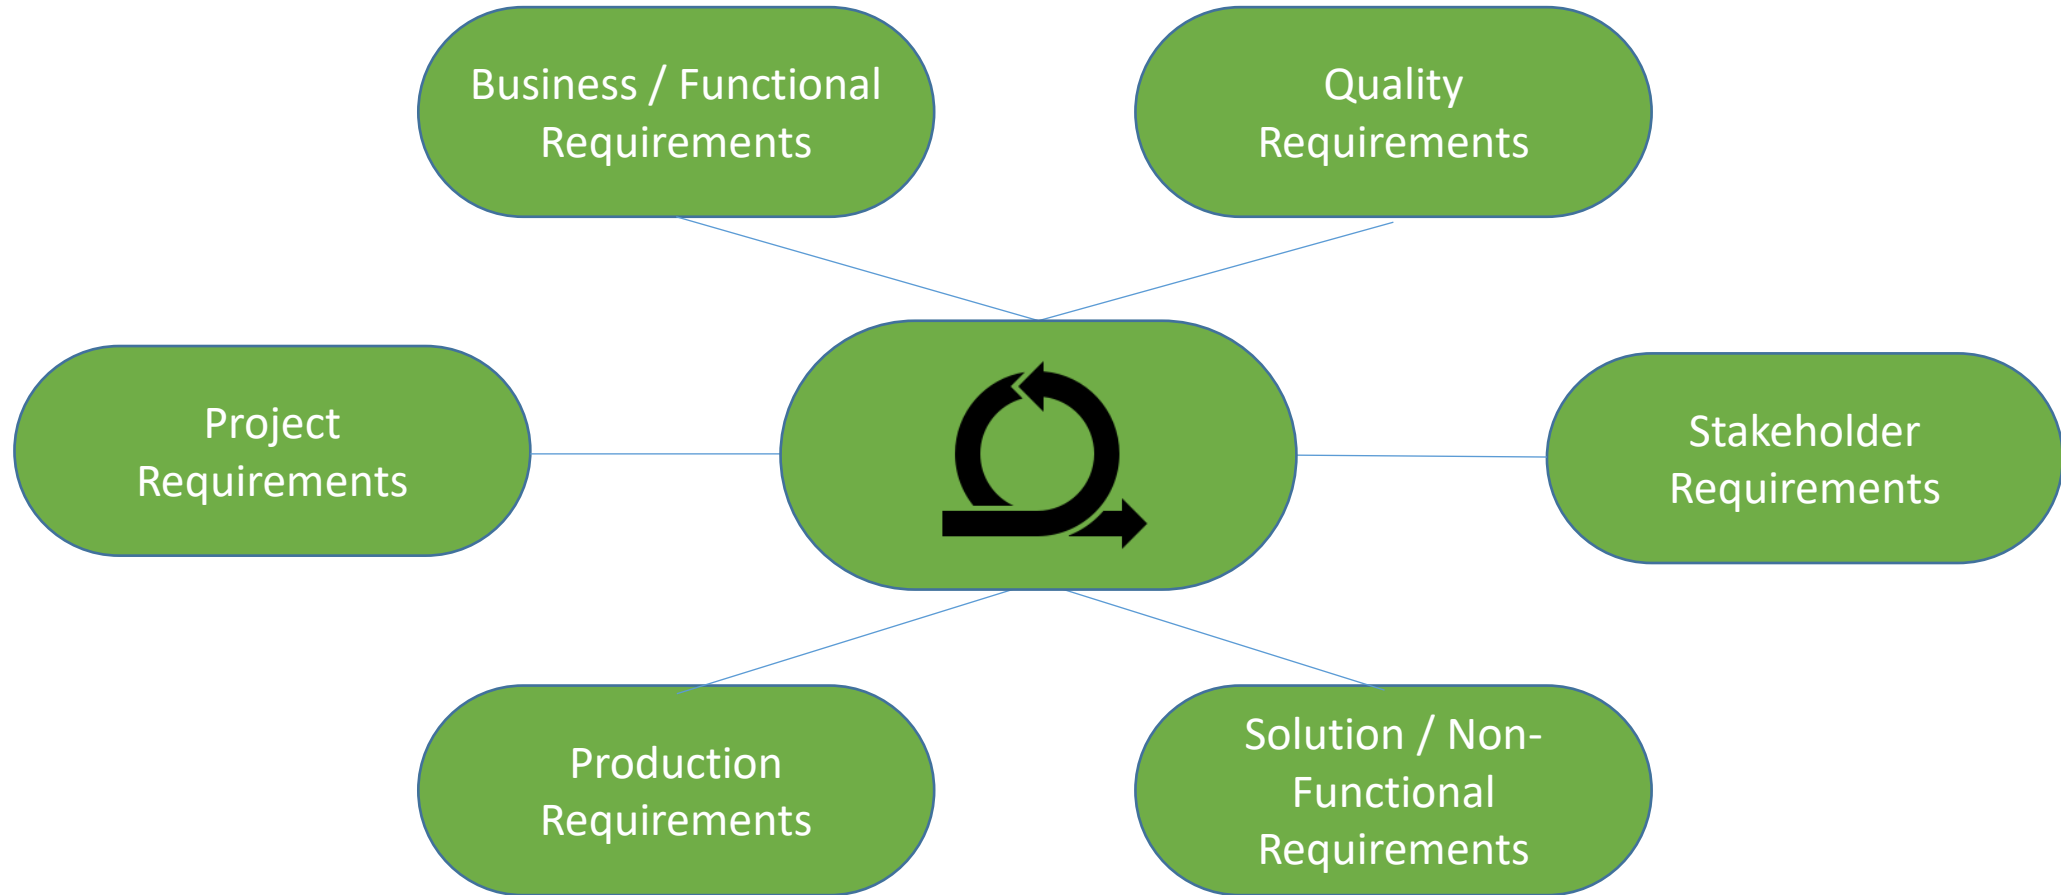 Business / Functional
Requirements
Quality
Requirements
Project
Requirements
Stakeholder
Requirements
Production
Requirements
Solution / Non-
Functional
Requirements